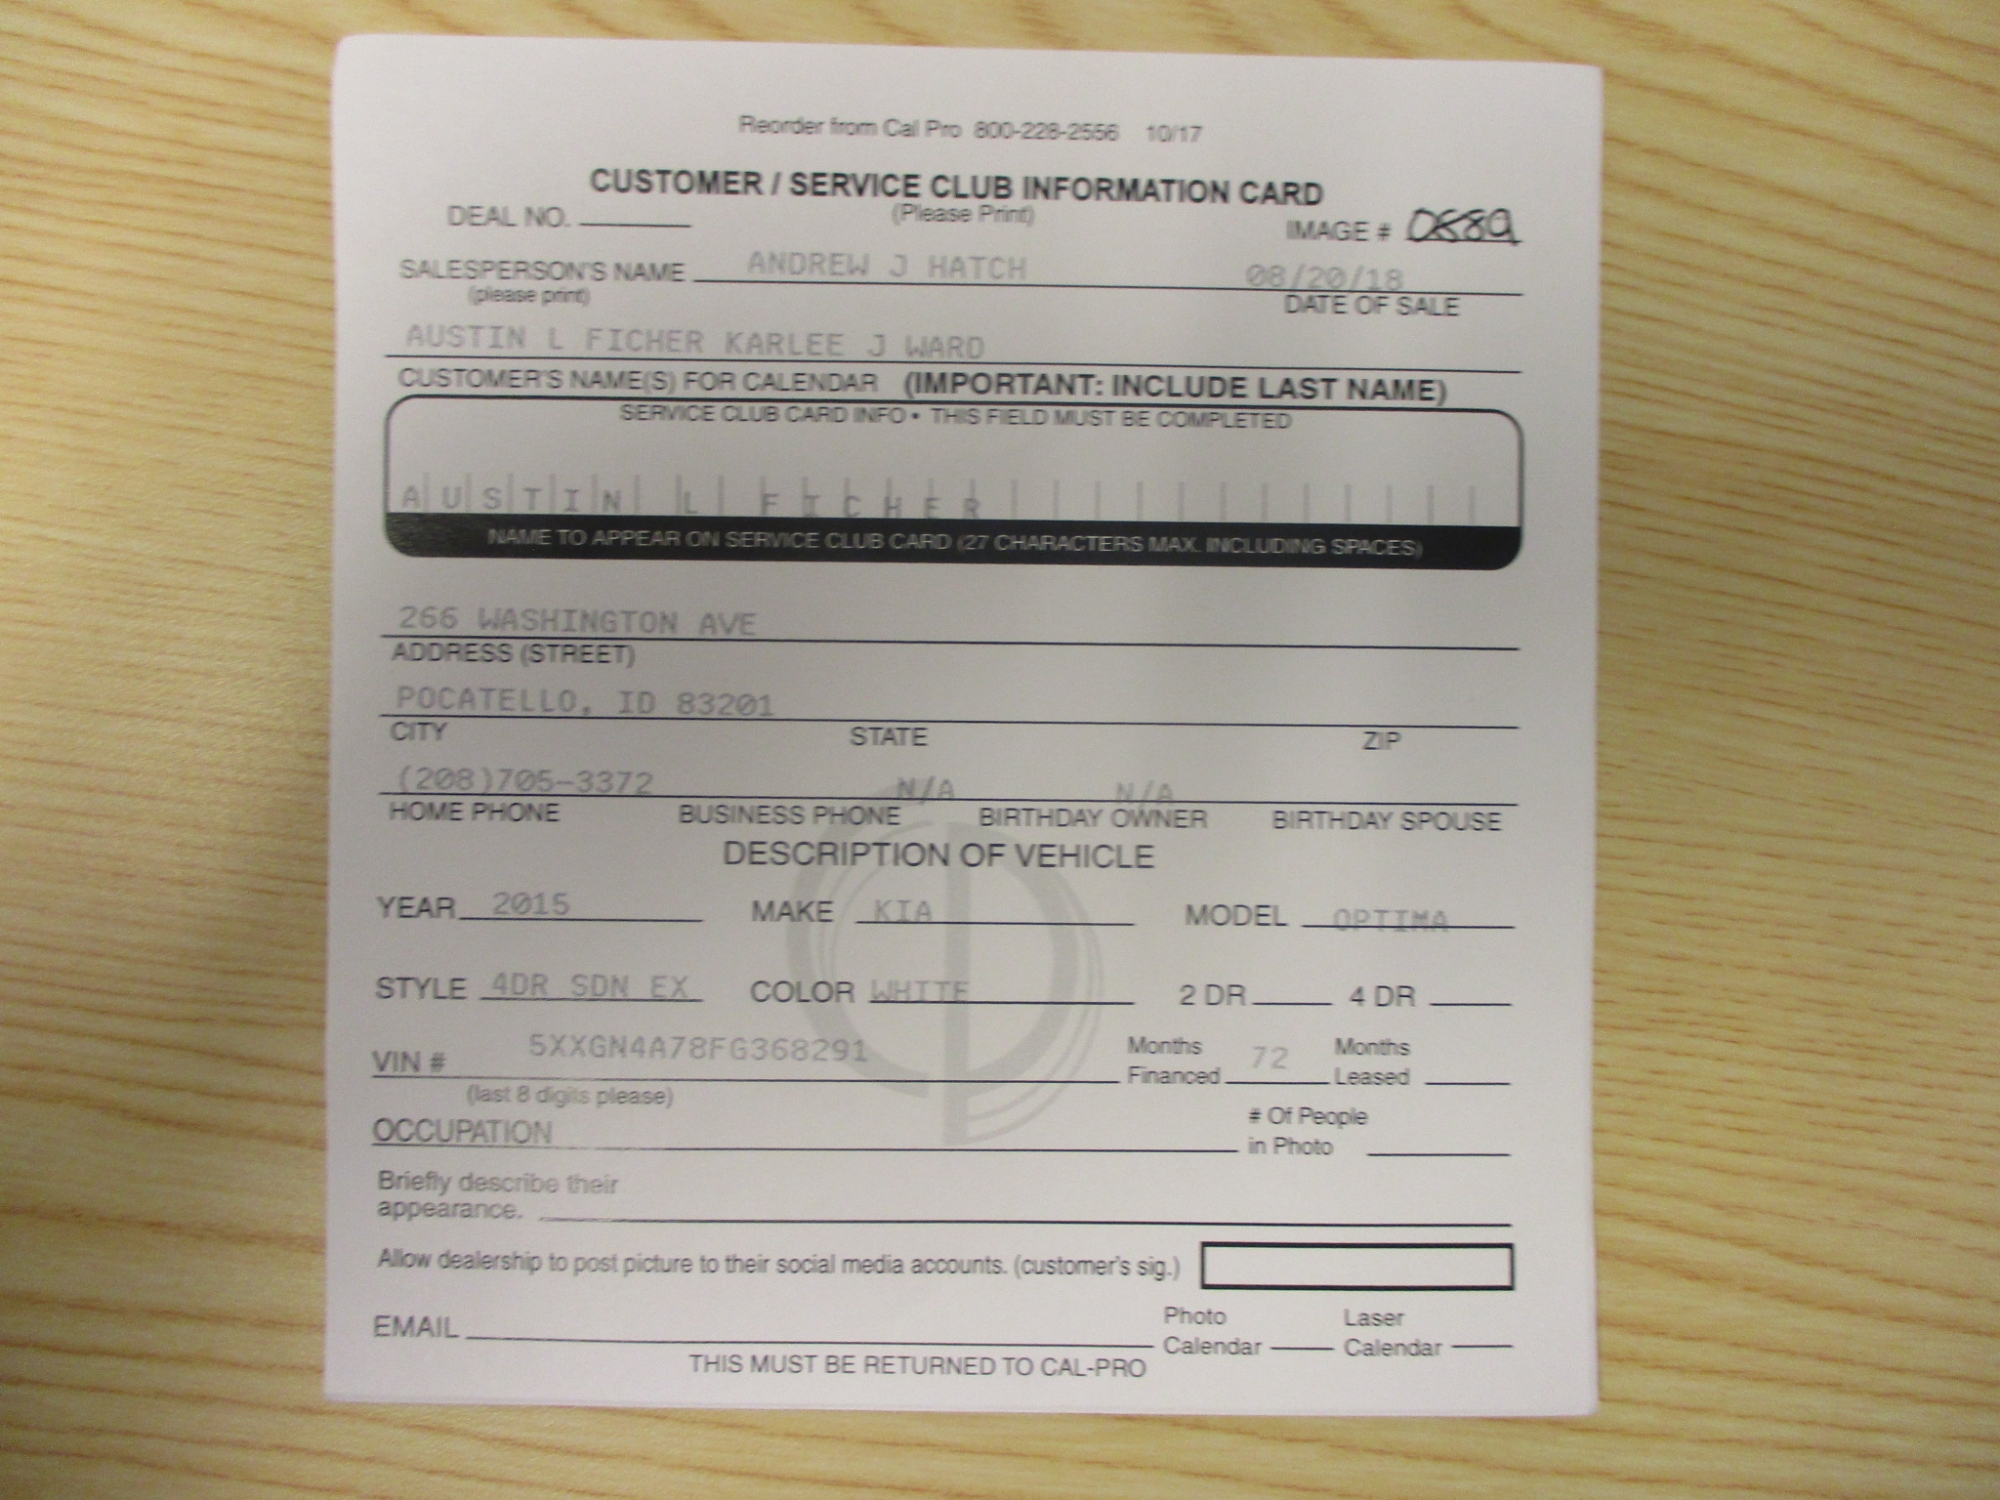 Reorder from Cal Pro 800-228-2556 10/17
CUSTOMER / SERVICE CLUB INFORMATION CARD
DEAL NO. (Please Print) IMAGE #
SALESPERSON'S NAME ANDREW J HATCH 08/20/18
(please print) DATE OF SALE
AUSTIN L FICHER KARLEE J WARD
CUSTOMER'S NAME(S) FOR CALENDAR (IMPORTANT: INCLUDE LAST NAME)
SERVICE CLUB CARD INFO • THIS FIELD MUST BE COMPLETED
AUSTIN L FICHER
NAME TO APPEAR ON SERVICE CLUB CARD (27 CHARACTERS MAX. INCLUDING SPACES)
266 WASHINGTON AVE
ADDRESS (STREET)
POCATELLO, ID 83201
CITY STATE ZIP
(208)705-3372 N/A N/A
HOME PHONE BUSINESS PHONE BIRTHDAY OWNER BIRTHDAY SPOUSE
DESCRIPTION OF VEHICLE
YEAR 2015 MAKE KIA MODEL OPTIMA
STYLE 4DR SDN EX COLOR WHITE 2 DR 4 DR
VIN # 5XXGN4A78FG368291 Months Financed 72 Months Leased
(last 8 digits please)
OCCUPATION # Of People in Photo
Briefly describe their
appearance.
Allow dealership to post picture to their social media accounts. (customer's sig.)
EMAIL Photo Calendar Laser Calendar
THIS MUST BE RETURNED TO CAL-PRO